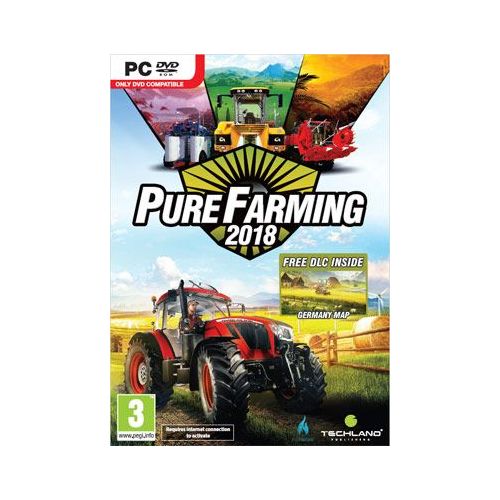 PC DVD
ROM
ONLY DVD COMPATIBLE
PURE FARMING
2018
FREE DLC INSIDE
GERMANY MAP
3
www.pegi.info
Requires internet connection
to activate
TECHLAND
PUBLISHING